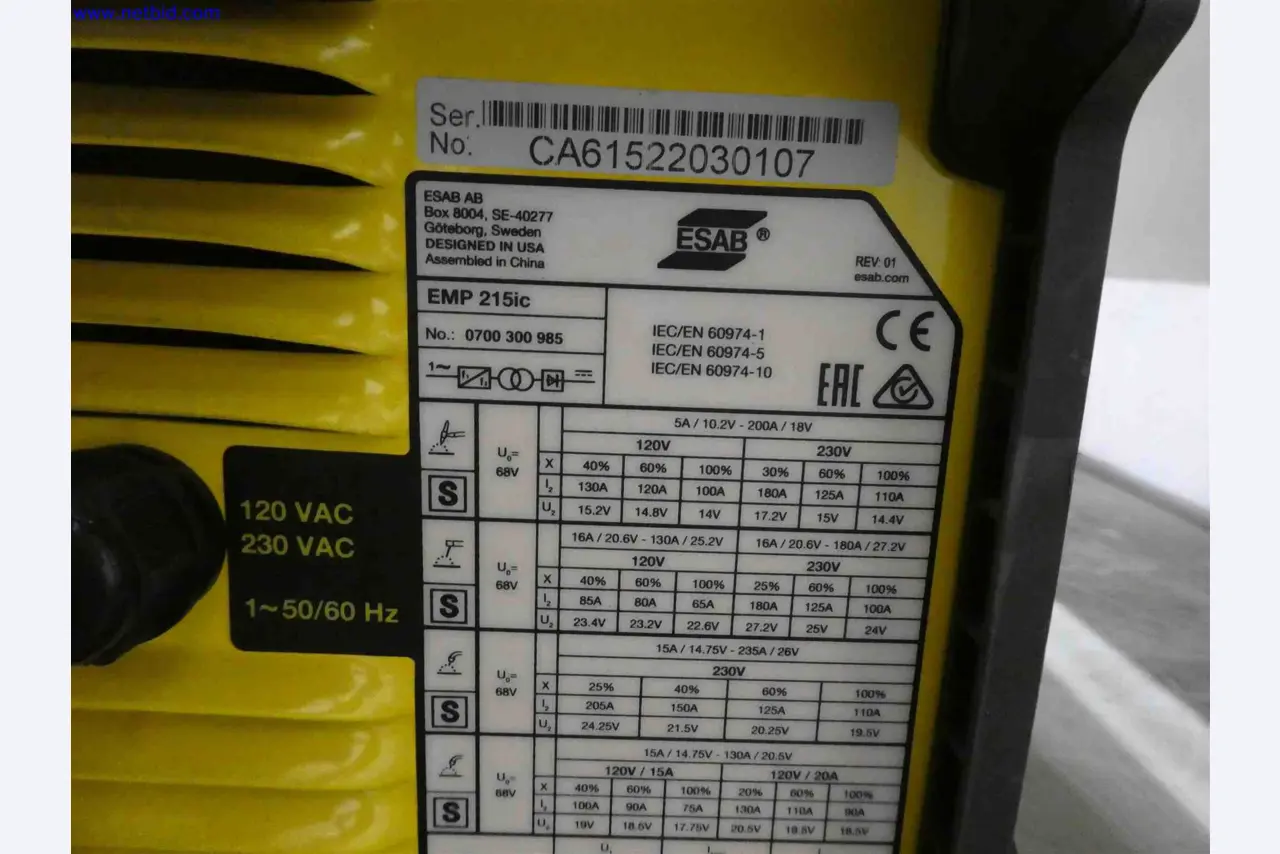 www.netbid.com
Ser.
No.
CA61522030107
ESAB AB
Box 8004, SE-40277
Göteborg, Sweden
DESIGNED IN USA
Assembled in China
ESAB ®
REV: 01
esab.com
EMP 215ic
No.: 0700 300 985
IEC/EN 60974-1
IEC/EN 60974-5
IEC/EN 60974-10
CE
EAC
1~
120 VAC
230 VAC
1~50/60 Hz
S
U0=
68V
5A / 10.2V - 200A / 18V
120V 230V
X 40% 60% 100% 30% 60% 100%
I2 130A 120A 100A 180A 125A 110A
U2 15.2V 14.8V 14V 17.2V 15V 14.4V
S
U0=
68V
16A / 20.6V - 130A / 25.2V 16A / 20.6V - 180A / 27.2V
120V 230V
X 40% 60% 100% 25% 60% 100%
I2 85A 80A 65A 180A 125A 100A
U2 23.4V 23.2V 22.6V 27.2V 25V 24V
S
U0=
68V
15A / 14.75V - 235A / 26V
230V
X 25% 40% 60% 100%
I2 205A 150A 125A 110A
U2 24.25V 21.5V 20.25V 19.5V
S
U0=
68V
15A / 14.75V - 130A / 20.5V
120V / 15A 120V / 20A
X 40% 60% 100% 20% 60% 100%
I2 100A 90A 75A 130A 110A 90A
U2 19V 18.5V 17.75V 20.5V 19.5V 18.5V
U1